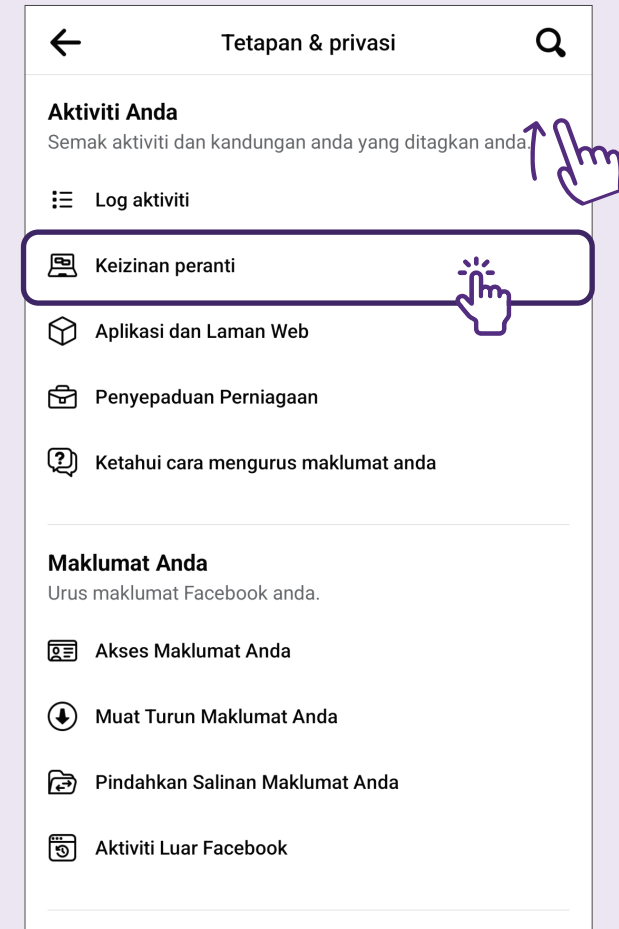 Tetapan & privasi
Aktiviti Anda
Semak aktiviti dan kandungan anda yang ditagkan anda.
Log aktiviti
Keizinan peranti
Aplikasi dan Laman Web
Penyepaduan Perniagaan
Ketahui cara mengurus maklumat anda
Maklumat Anda
Urus maklumat Facebook anda.
Akses Maklumat Anda
Muat Turun Maklumat Anda
Pindahkan Salinan Maklumat Anda
Aktiviti Luar Facebook